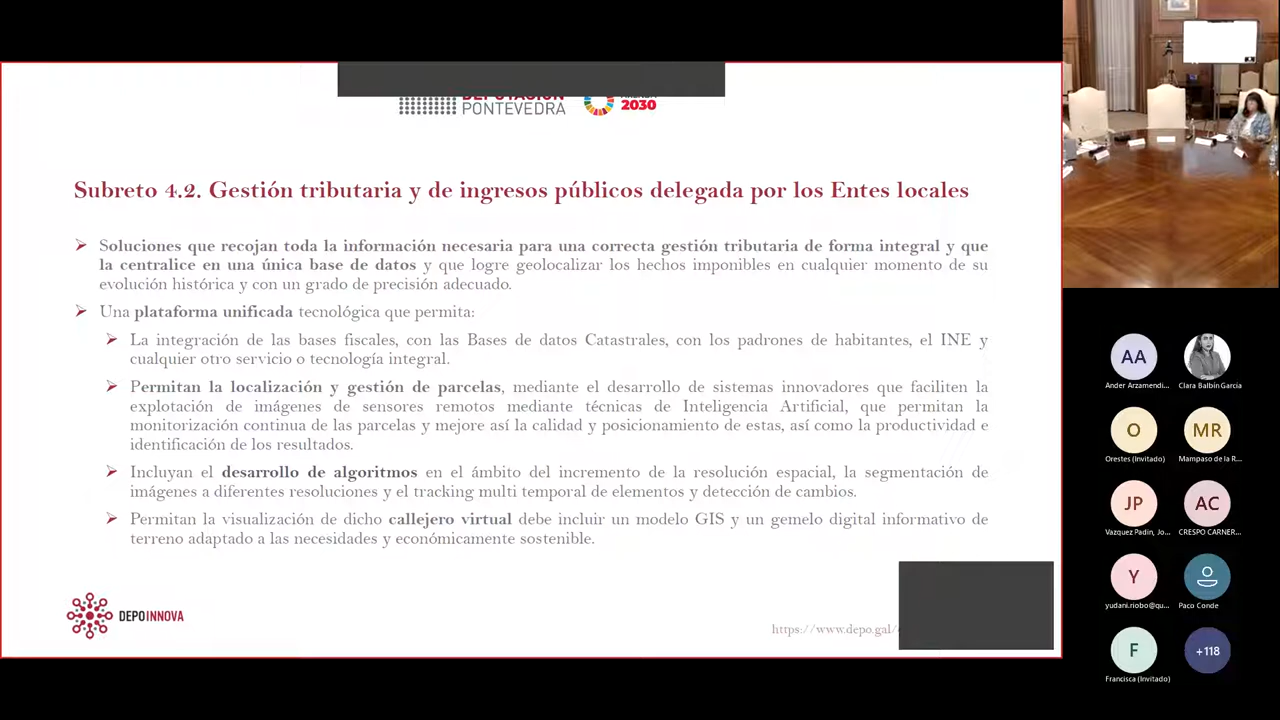 DEPUTACIÓN
PONTEVEDRA
2030
Subreto 4.2. Gestión tributaria y de ingresos públicos delegada por los Entes locales
Soluciones que recojan toda la información necesaria para una correcta gestión tributaria de forma integral y que
la centralice en una única base de datos y que logre geolocalizar los hechos imponibles en cualquier momento de su
evolución histórica y con un grado de precisión adecuado.
Una plataforma unificada tecnológica que permita:
La integración de las bases fiscales, con las Bases de datos Catastrales, con los padrones de habitantes, el INE y
cualquier otro servicio o tecnología integral.
Permitan la localización y gestión de parcelas, mediante el desarrollo de sistemas innovadores que faciliten la
explotación de imágenes de sensores remotos mediante técnicas de Inteligencia Artificial, que permitan la
monitorización continua de las parcelas y mejore así la calidad y posicionamiento de estas, así como la productividad e
identificación de los resultados.
Incluyan el desarrollo de algoritmos en el ámbito del incremento de la resolución espacial, la segmentación de
imágenes a diferentes resoluciones y el tracking multi temporal de elementos y detección de cambios.
Permitan la visualización de dicho callejero virtual debe incluir un modelo GIS y un gemelo digital informativo de
terreno adaptado a las necesidades y económicamente sostenible.
DEPOINNOVA
https://www.depo.gal/
AA
Ander Arzamendi...
Clara Balbín García
O
Orestes (Invitado)
MR
Mampaso de la R...
JP
Vazquez Padin, Jo...
AC
CRESPO CARNER...
Y
yudani.riobo@qu...
Paco Conde
F
Francisca (Invitado)
+118